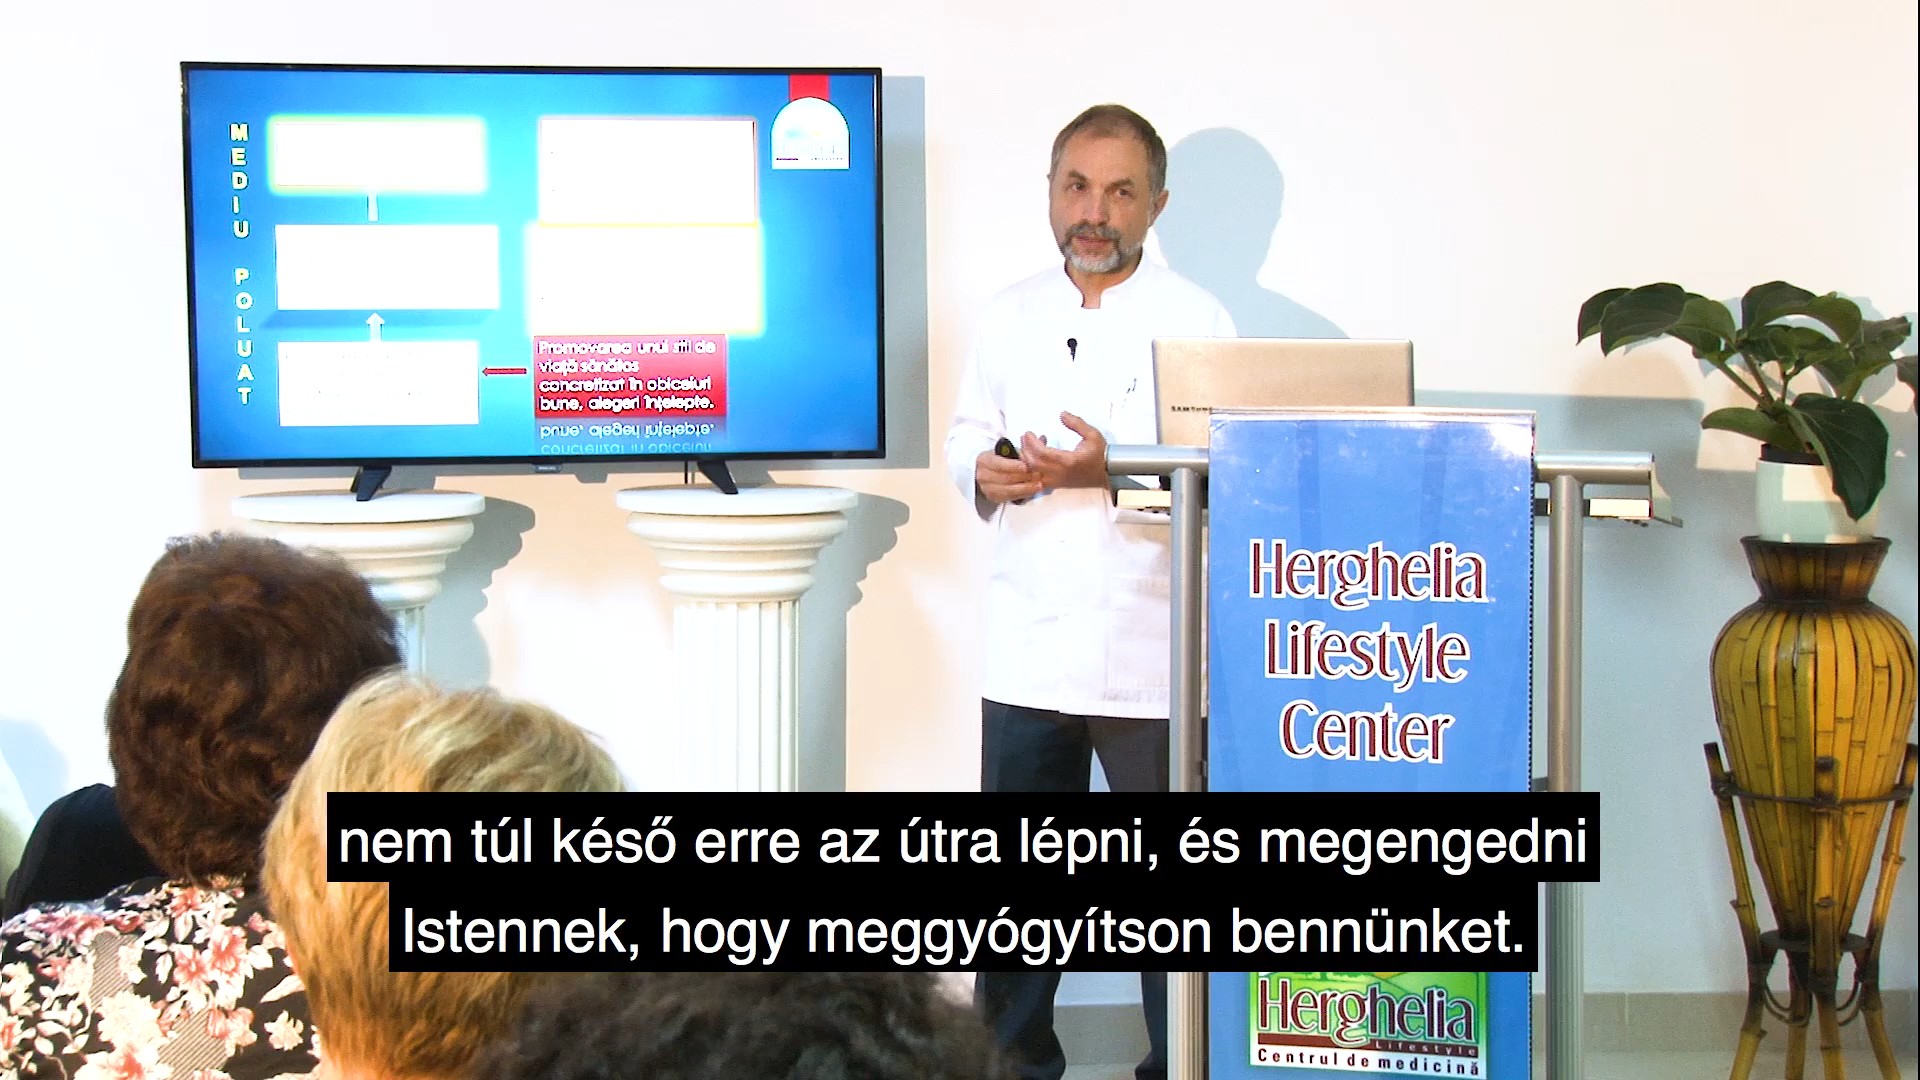 MEDIU POLUAT
Promovarea unui stil de
viață sănătos
concretizat în obiceiuri
bune, alegeri înțelepte.
SAMSUNG
Herghelia
Lifestyle
Center
nem túl késő erre az útra lépni, és megengedni
Istennek, hogy meggyógyítson bennünket.
Herghelia
Lifestyle
Centrul de medicină